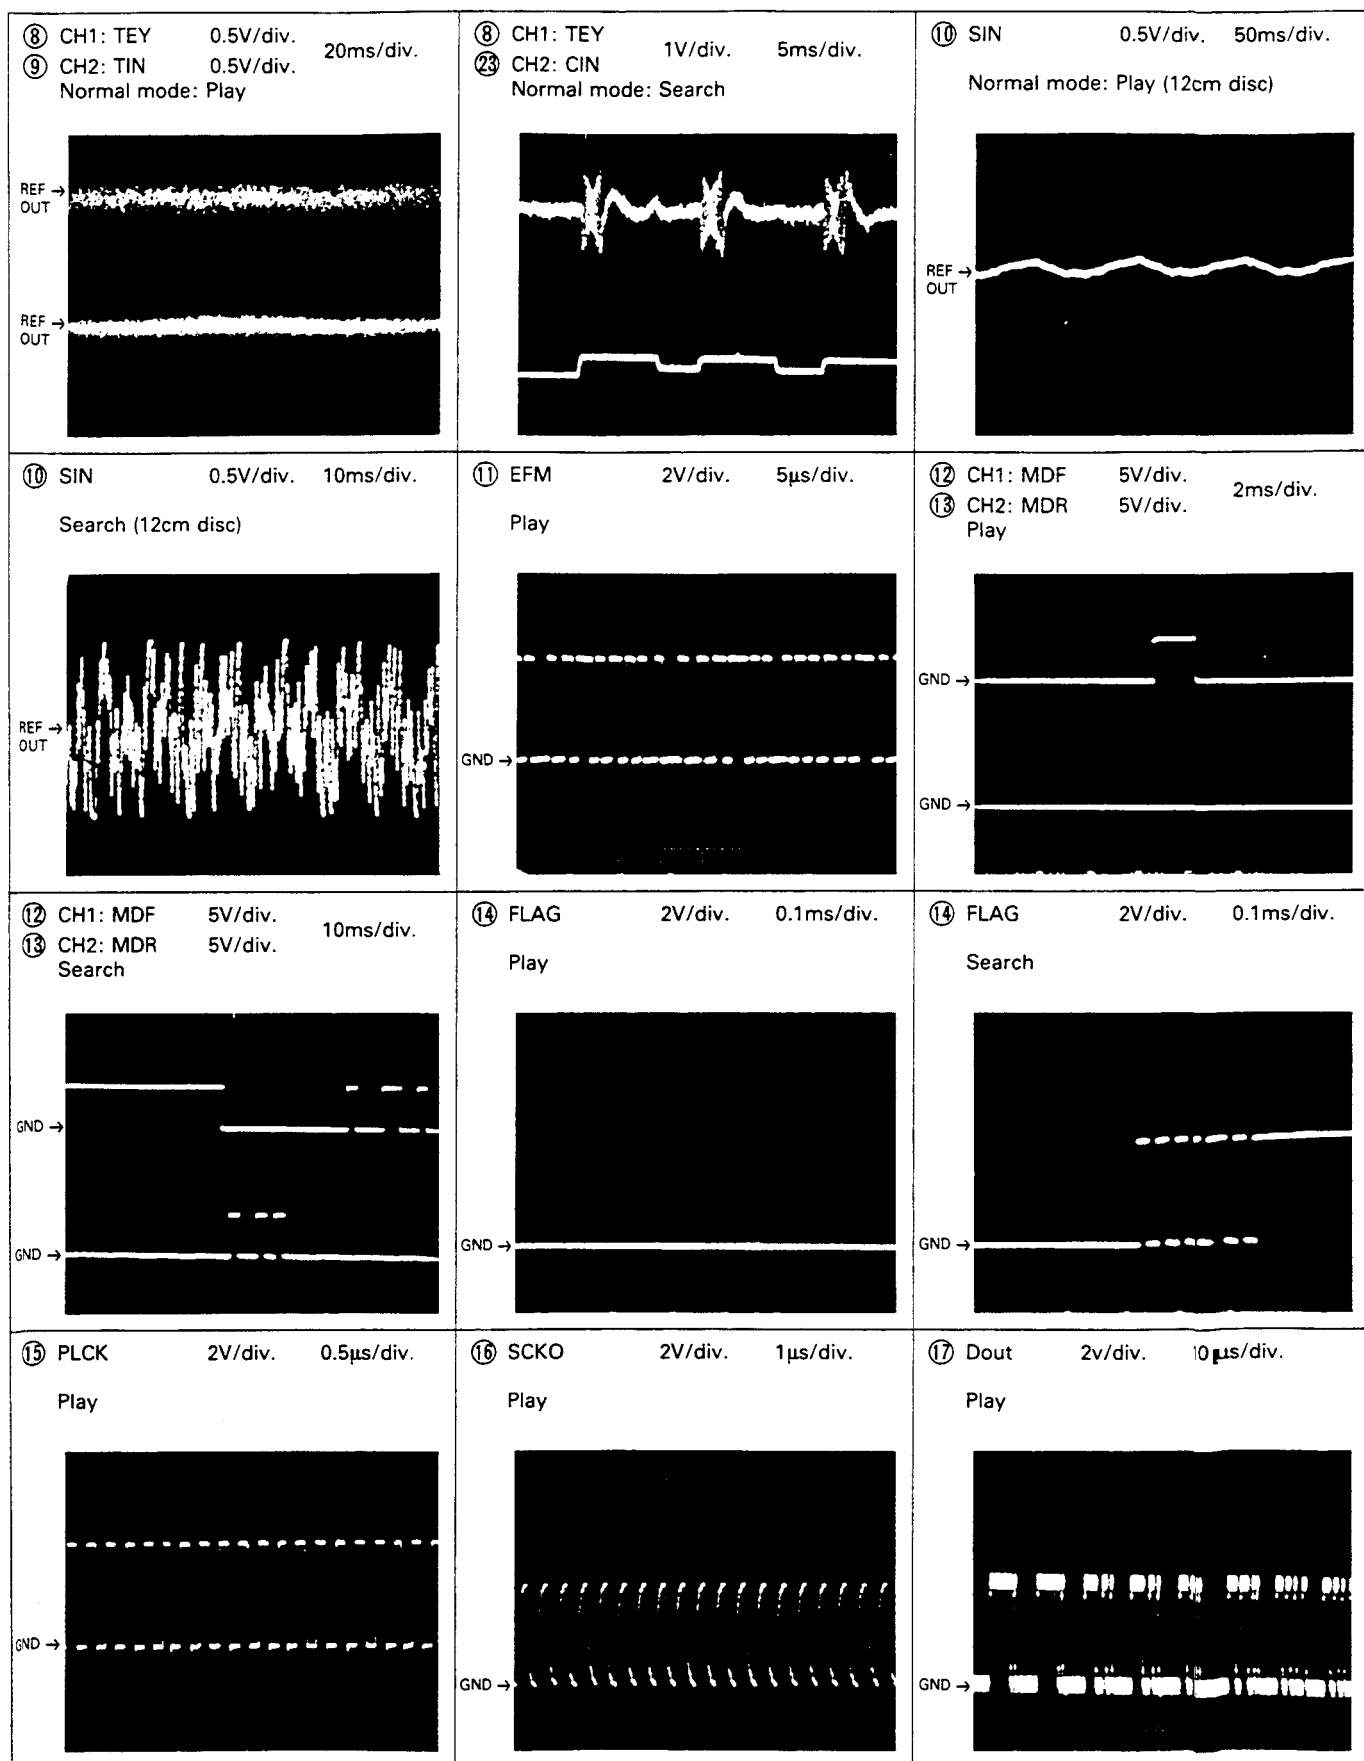 ⑧ CH1: TEY 0.5V/div. 20ms/div.
⑨ CH2: TIN 0.5V/div.
Normal mode: Play
REF →
OUT
REF →
OUT
⑧ CH1: TEY 1V/div. 5ms/div.
㉓ CH2: CIN
Normal mode: Search
⑩ SIN 0.5V/div. 50ms/div.
Normal mode: Play (12cm disc)
REF →
OUT
⑩ SIN 0.5V/div. 10ms/div.
Search (12cm disc)
REF →
OUT
⑪ EFM 2V/div. 5µs/div.
Play
GND →
⑫ CH1: MDF 5V/div. 2ms/div.
⑬ CH2: MDR 5V/div.
Play
GND →
GND →
⑫ CH1: MDF 5V/div. 10ms/div.
⑬ CH2: MDR 5V/div.
Search
GND →
GND →
⑭ FLAG 2V/div. 0.1ms/div.
Play
GND →
⑭ FLAG 2V/div. 0.1ms/div.
Search
GND →
⑮ PLCK 2V/div. 0.5µs/div.
Play
GND →
⑯ SCKO 2V/div. 1µs/div.
Play
GND →
⑰ Dout 2v/div. 10µs/div.
Play
GND →